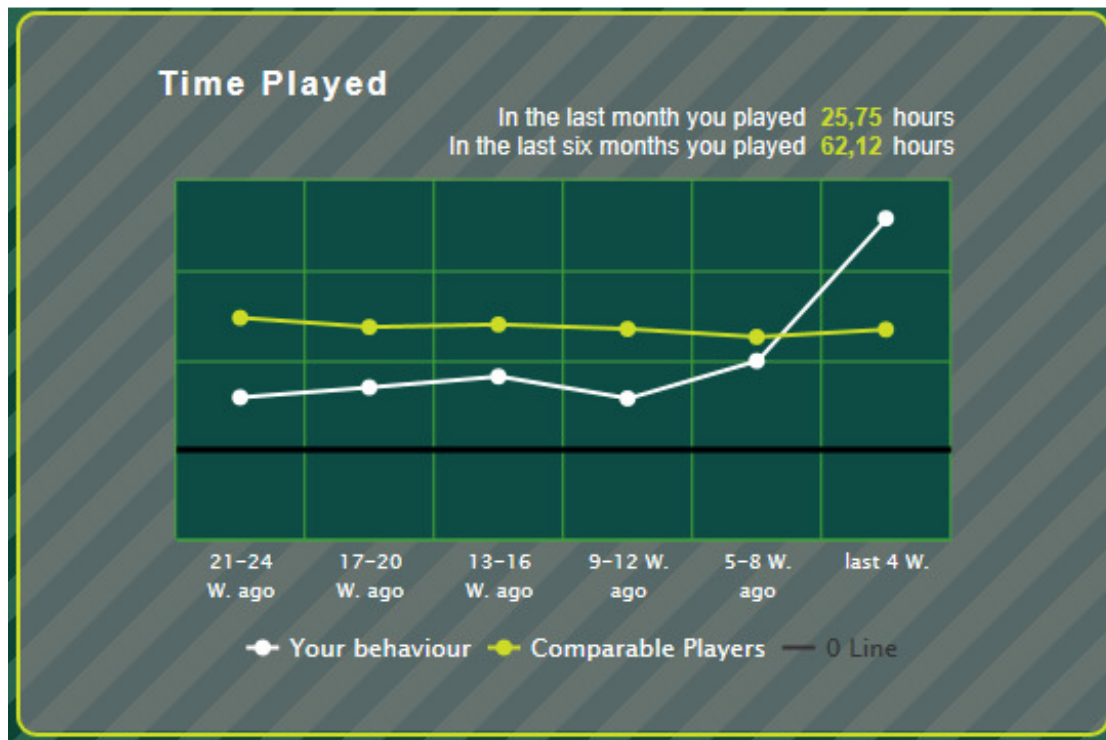 Time Played
In the last month you played 25,75 hours
In the last six months you played 62,12 hours
21-24 W. ago
17-20 W. ago
13-16 W. ago
9-12 W. ago
5-8 W. ago
last 4 W.
Your behaviour Comparable Players 0 Line